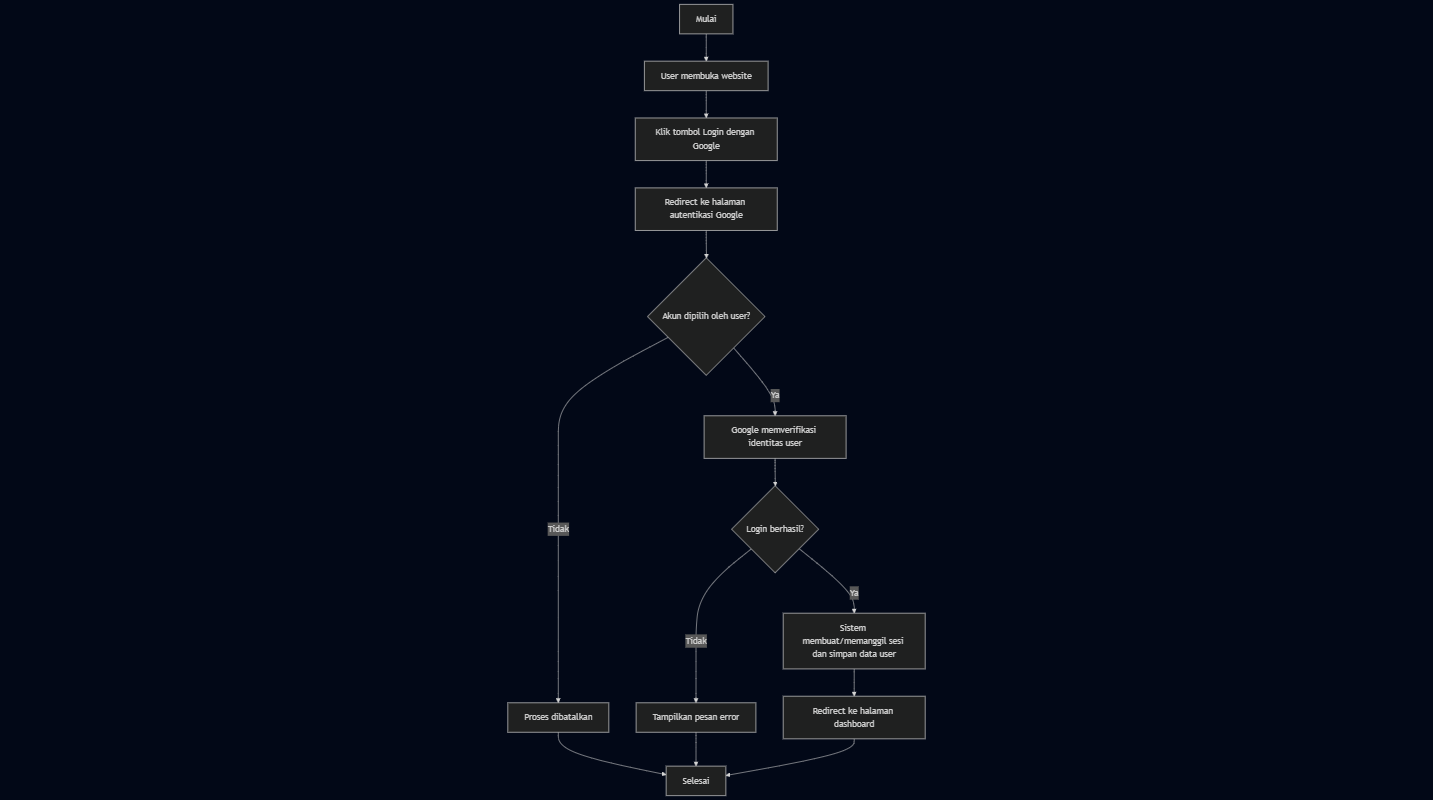 Mulai
User membuka website
Klik tombol Login dengan
Google
Redirect ke halaman
autentikasi Google
Akun dipilih oleh user?
Ya
Google memverifikasi
identitas user
Tidak
Login berhasil?
Ya
Tidak
Sistem
membuat/memanggil sesi
dan simpan data user
Proses dibatalkan
Tampilkan pesan error
Redirect ke halaman
dashboard
Selesai